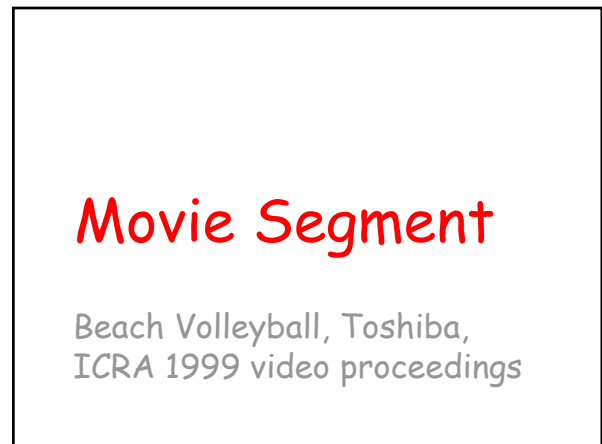 Movie Segment
Beach Volleyball, Toshiba,
ICRA 1999 video proceedings